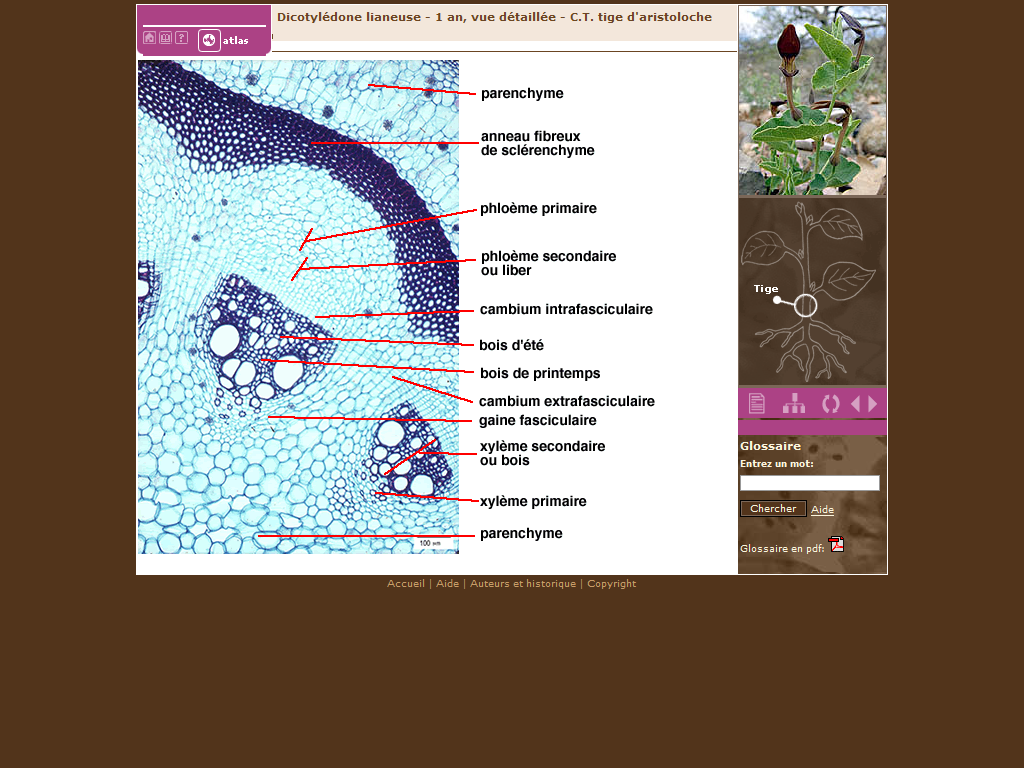 Dicotylédone lianeuse - 1 an, vue détaillée - C.T. tige d'aristoloche
?
atlas
parenchyme
anneau fibreux
de sclérenchyme
phloème primaire
phloème secondaire
ou liber
cambium intrafasciculaire
bois d'été
bois de printemps
cambium extrafasciculaire
gaine fasciculaire
xylème secondaire
ou bois
xylème primaire
parenchyme
100 µm
Tige
Glossaire
Entrez un mot:
Chercher Aide
Glossaire en pdf:
Accueil | Aide | Auteurs et historique | Copyright